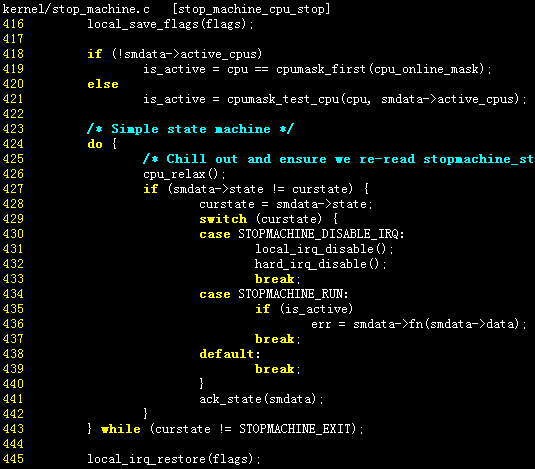 kernel/stop_machine.c [stop_machine_cpu_stop]
416 local_save_flags(flags);
417
418 if (!smdata->active_cpus)
419 is_active = cpu == cpumask_first(cpu_online_mask);
420 else
421 is_active = cpumask_test_cpu(cpu, smdata->active_cpus);
422
423 /* Simple state machine */
424 do {
425 /* Chill out and ensure we re-read stopmachine_st
426 cpu_relax();
427 if (smdata->state != curstate) {
428 curstate = smdata->state;
429 switch (curstate) {
430 case STOPMACHINE_DISABLE_IRQ:
431 local_irq_disable();
432 hard_irq_disable();
433 break;
434 case STOPMACHINE_RUN:
435 if (is_active)
436 err = smdata->fn(smdata->data);
437 break;
438 default:
439 break;
440 }
441 ack_state(smdata);
442 }
443 } while (curstate != STOPMACHINE_EXIT);
444
445 local_irq_restore(flags);